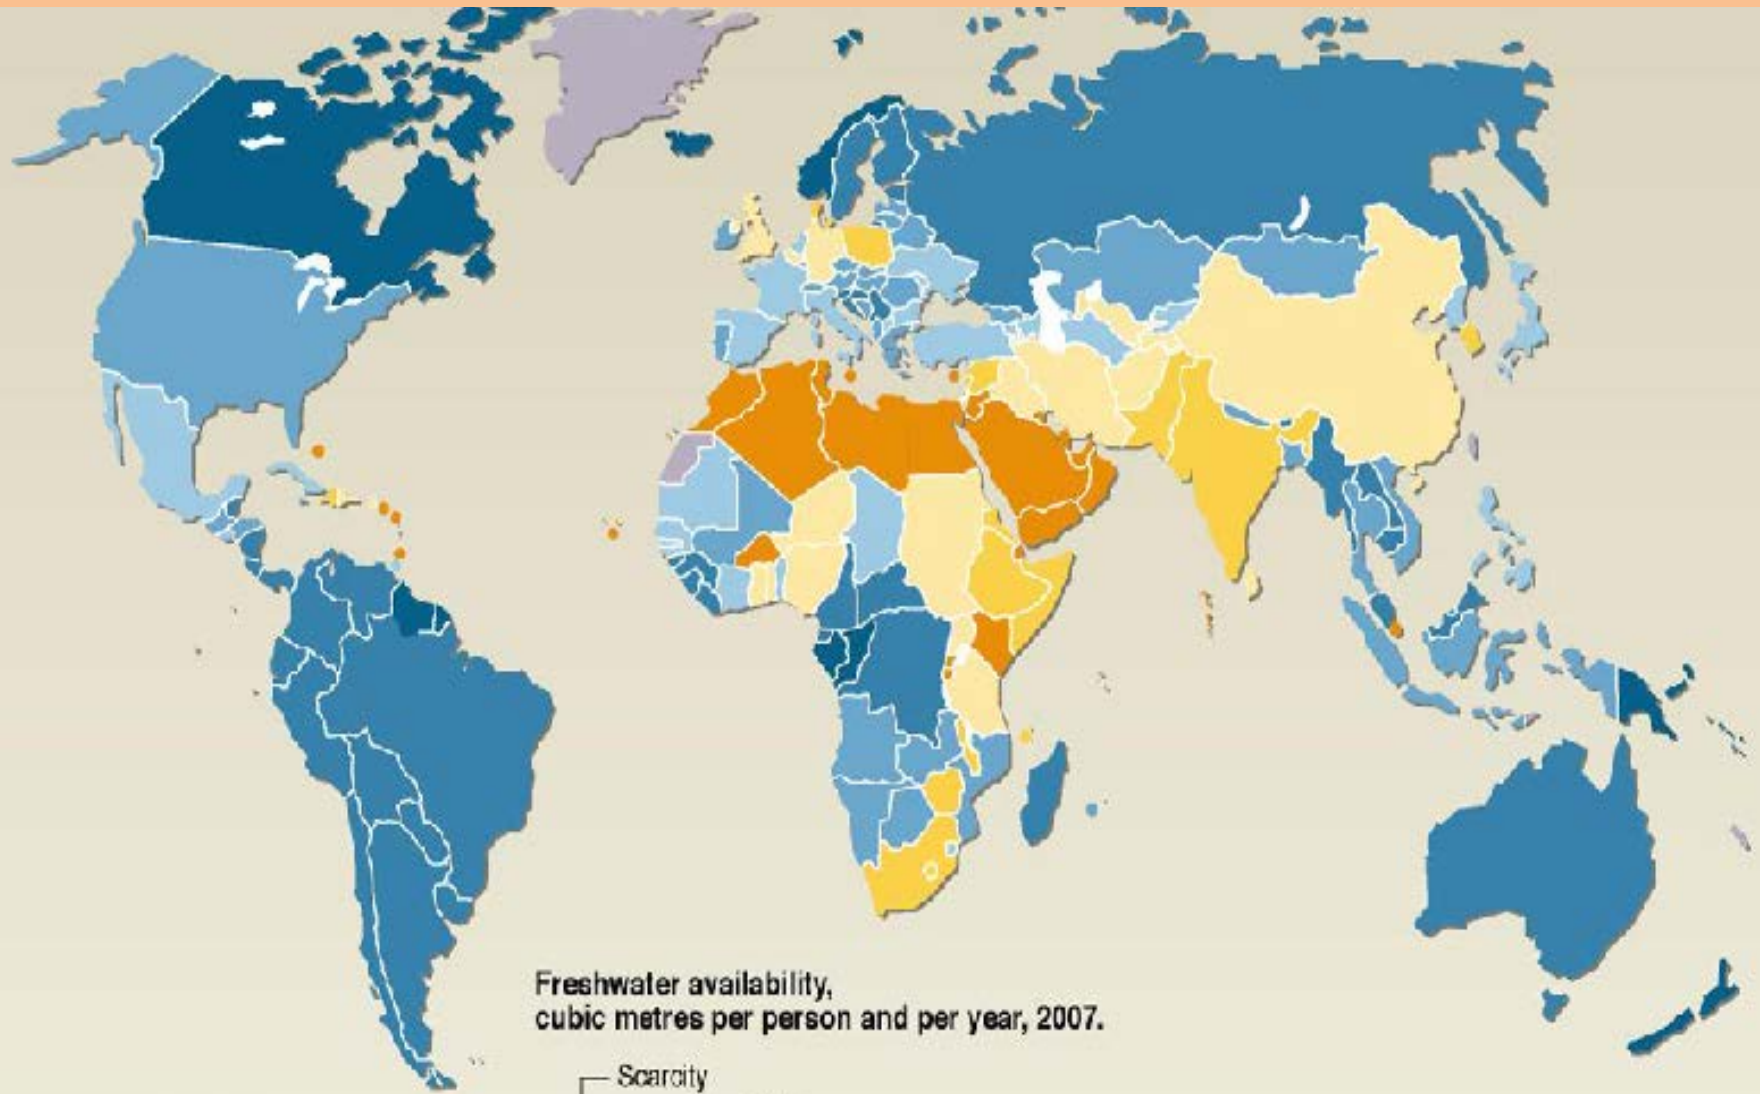 Freshwater availability,
cubic metres per person and per year, 2007.
Scarcity